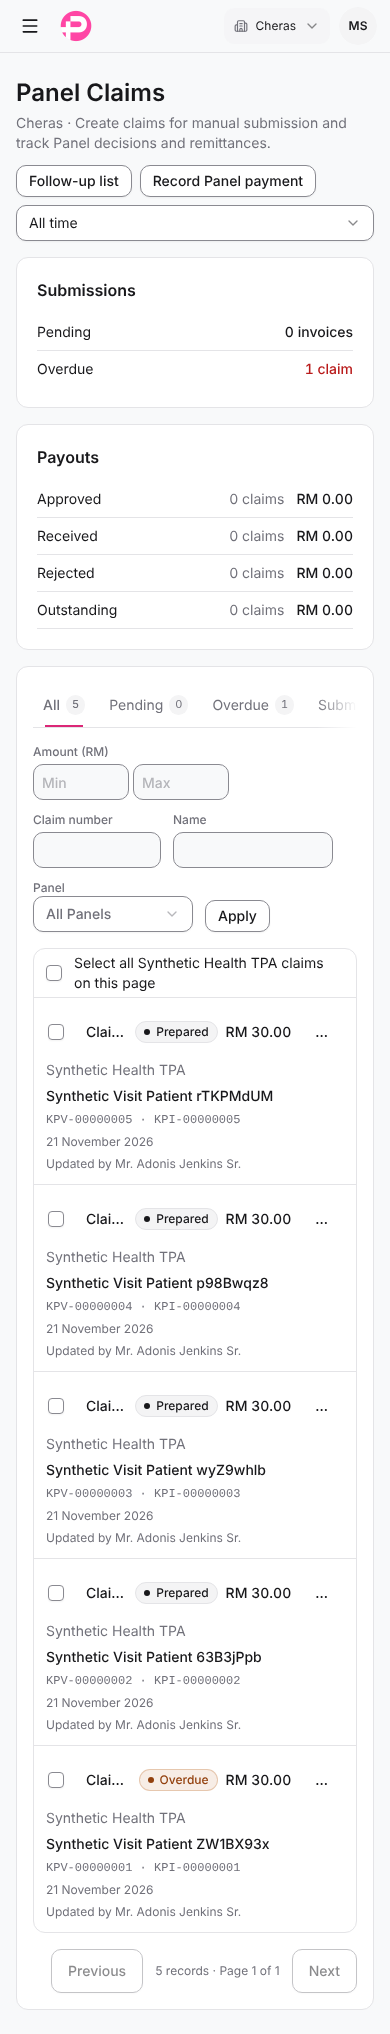 Cheras
MS
Panel Claims
Cheras · Create claims for manual submission and
track Panel decisions and remittances.
Follow-up list
Record Panel payment
All time
Submissions
Pending 0 invoices
Overdue 1 claim
Payouts
Approved 0 claims RM 0.00
Received 0 claims RM 0.00
Rejected 0 claims RM 0.00
Outstanding 0 claims RM 0.00
All 5 Pending 0 Overdue 1 Subm
Amount (RM)
Min Max
Claim number Name
Panel
All Panels Apply
Select all Synthetic Health TPA claims
on this page
Clai... Prepared RM 30.00 ...
Synthetic Health TPA
Synthetic Visit Patient rTKPMdUM
KPV-00000005 · KPI-00000005
21 November 2026
Updated by Mr. Adonis Jenkins Sr.
Clai... Prepared RM 30.00 ...
Synthetic Health TPA
Synthetic Visit Patient p98Bwqz8
KPV-00000004 · KPI-00000004
21 November 2026
Updated by Mr. Adonis Jenkins Sr.
Clai... Prepared RM 30.00 ...
Synthetic Health TPA
Synthetic Visit Patient wyZ9whIb
KPV-00000003 · KPI-00000003
21 November 2026
Updated by Mr. Adonis Jenkins Sr.
Clai... Prepared RM 30.00 ...
Synthetic Health TPA
Synthetic Visit Patient 63B3jPpb
KPV-00000002 · KPI-00000002
21 November 2026
Updated by Mr. Adonis Jenkins Sr.
Clai... Overdue RM 30.00 ...
Synthetic Health TPA
Synthetic Visit Patient ZW1BX93x
KPV-00000001 · KPI-00000001
21 November 2026
Updated by Mr. Adonis Jenkins Sr.
Previous 5 records · Page 1 of 1 Next